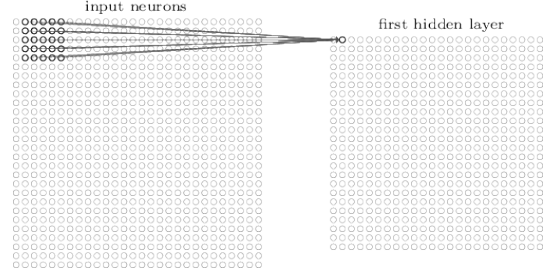 input neurons
first hidden layer